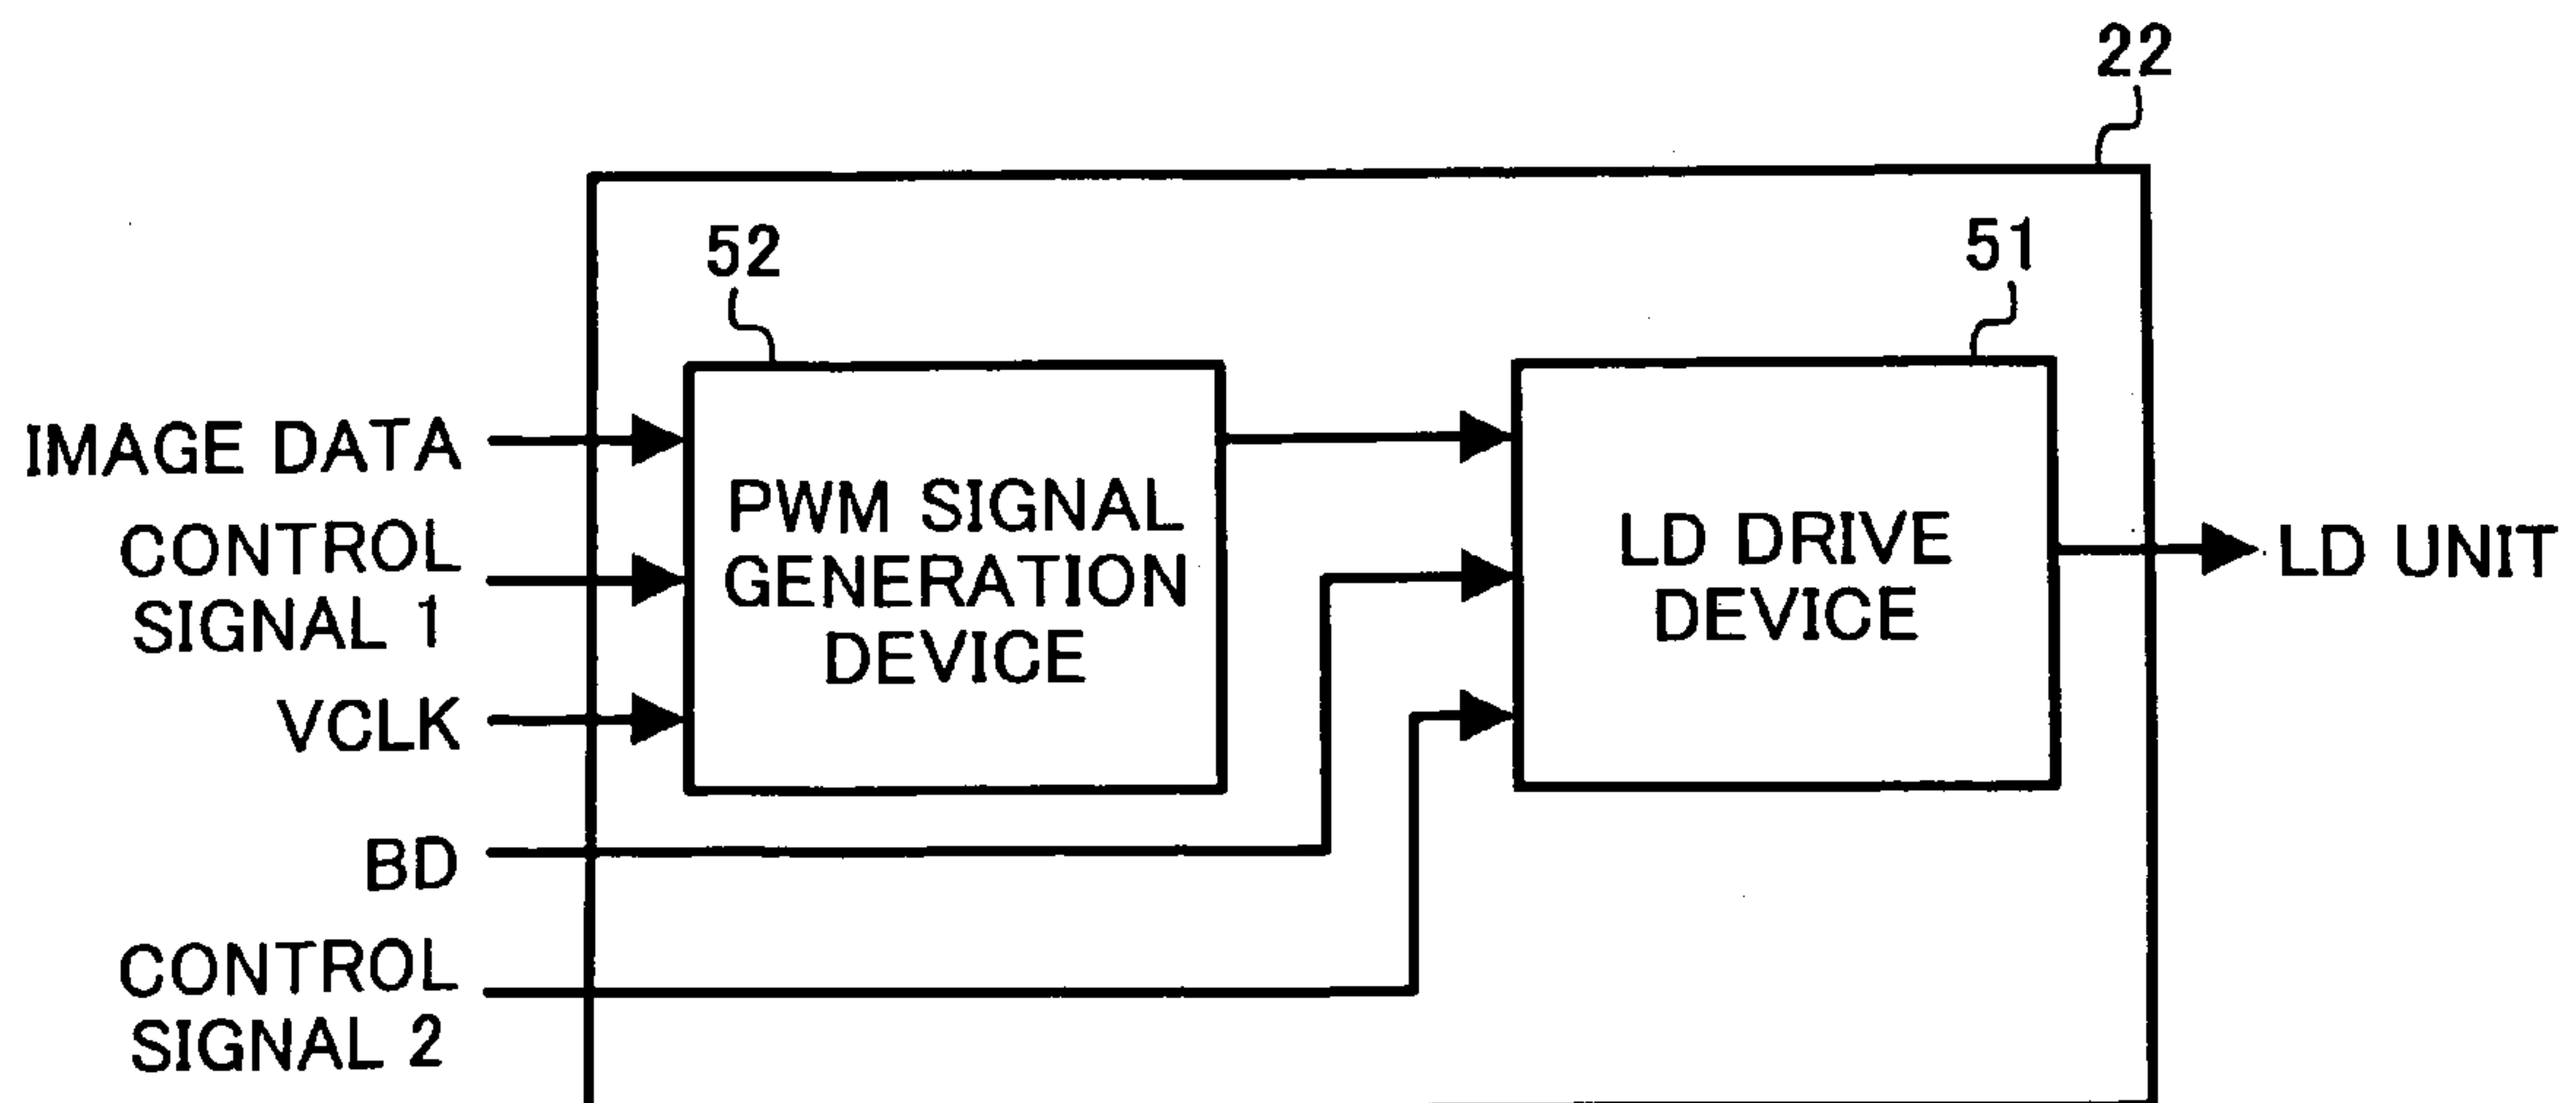 22
52
51
IMAGE DATA
CONTROL
SIGNAL 1
VCLK
BD
CONTROL
SIGNAL 2
PWM SIGNAL
GENERATION
DEVICE
LD DRIVE
DEVICE
LD UNIT